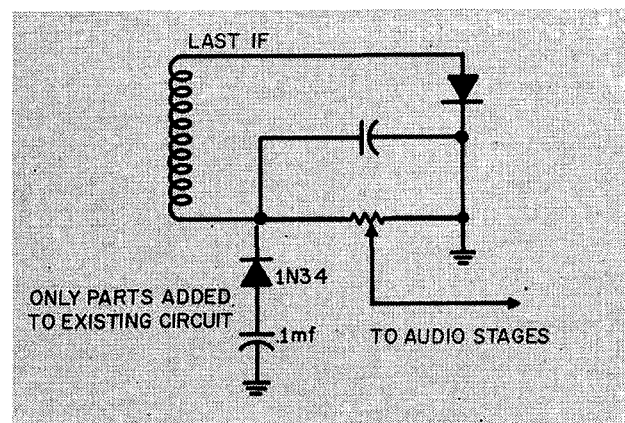 LAST IF
1N34
ONLY PARTS ADDED
TO EXISTING CIRCUIT
.1mf
TO AUDIO STAGES